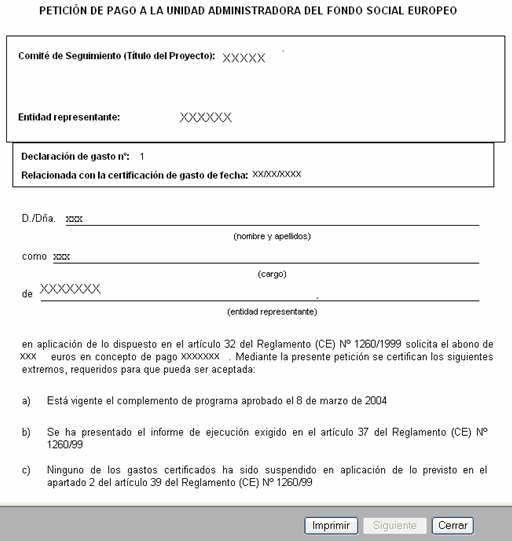 PETICIÓN DE PAGO A LA UNIDAD ADMINISTRADORA DEL FONDO SOCIAL EUROPEO
Comité de Seguimiento (Título del Proyecto): XXXXX
Entidad representante: XXXXXX
Declaración de gasto nº: 1
Relacionada con la certificación de gasto de fecha: XX/XX/XXXX
D./Dña. xxx
(nombre y apellidos)
como xxx
(cargo)
de XXXXXXX
(entidad representante)
en aplicación de lo dispuesto en el artículo 32 del Reglamento (CE) Nº 1260/1999 solicita el abono de
xxx euros en concepto de pago xxxxxxx . Mediante la presente petición se certifican los siguientes
extremos, requeridos para que pueda ser aceptada:
a) Está vigente el complemento de programa aprobado el 8 de marzo de 2004
b) Se ha presentado el informe de ejecución exigido en el artículo 37 del Reglamento (CE) Nº
1260/99
c) Ninguno de los gastos certificados ha sido suspendido en aplicación de lo previsto en el
apartado 2 del artículo 39 del Reglamento (CE) Nº 1260/99
Imprimir Siguiente Cerrar